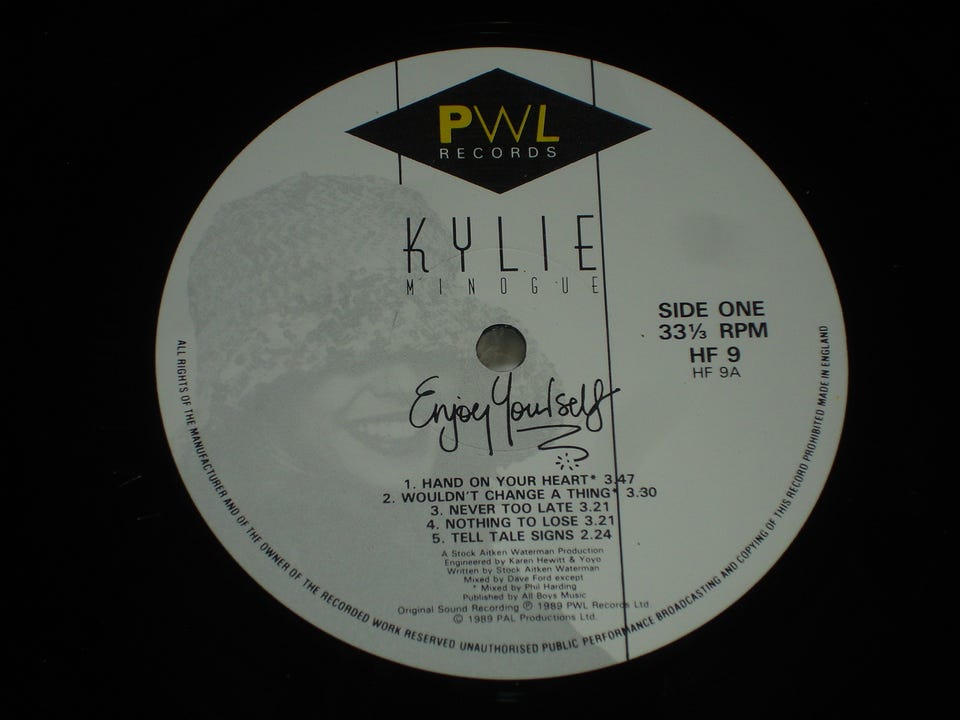 PWL
RECORDS
KYLIE
MINOGUE
SIDE ONE
33⅓ RPM
HF 9
HF 9A
Enjoy Yourself
1. HAND ON YOUR HEART* 3.47
2. WOULDN'T CHANGE A THING* 3.30
3. NEVER TOO LATE 3.21
4. NOTHING TO LOSE 3.21
5. TELL TALE SIGNS 2.24
A Stock Aitken Waterman Production
Engineered by Karen Hewitt & Yoyo
Written by Stock Aitken Waterman
Mixed by Dave Ford except
* Mixed by Phil Harding
Published by All Boys Music
Original Sound Recording ℗ 1989 PWL Records Ltd.
© 1989 PAL Productions Ltd.
ALL RIGHTS OF THE MANUFACTURER AND OF THE OWNER OF THE RECORDED WORK RESERVED UNAUTHORISED PUBLIC PERFORMANCE BROADCASTING AND COPYING OF THIS RECORD PROHIBITED MADE IN ENGLAND